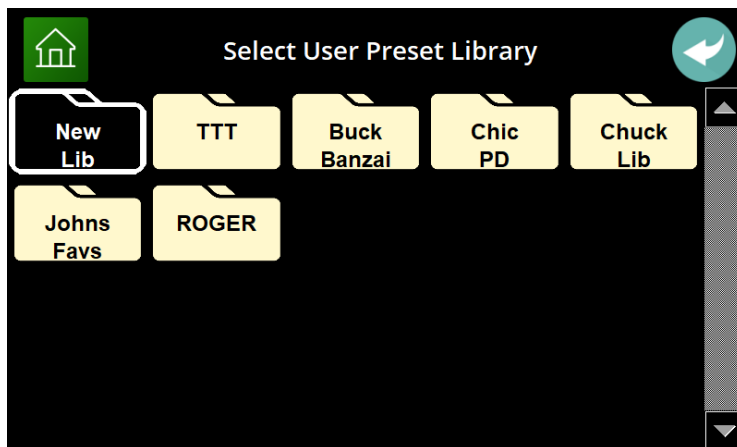 Select User Preset Library
New
Lib
TTT
Buck
Banzai
Chic
PD
Chuck
Lib
Johns
Favs
ROGER